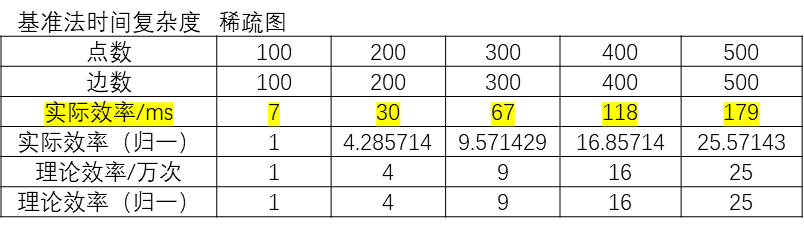 基准法时间复杂度 稀疏图
点数 100 200 300 400 500
边数 100 200 300 400 500
实际效率/ms 7 30 67 118 179
实际效率（归一） 1 4.285714 9.571429 16.85714 25.57143
理论效率/万次 1 4 9 16 25
理论效率（归一） 1 4 9 16 25